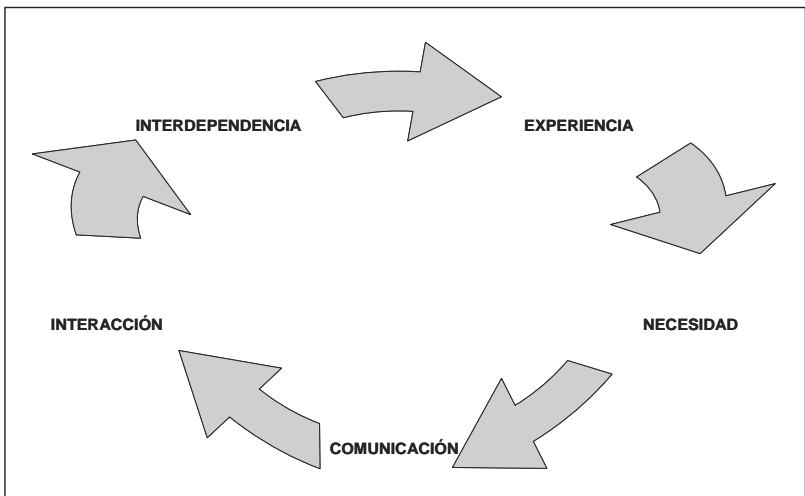 INTERDEPENDENCIA
EXPERIENCIA
INTERACCIÓN
NECESIDAD
COMUNICACIÓN